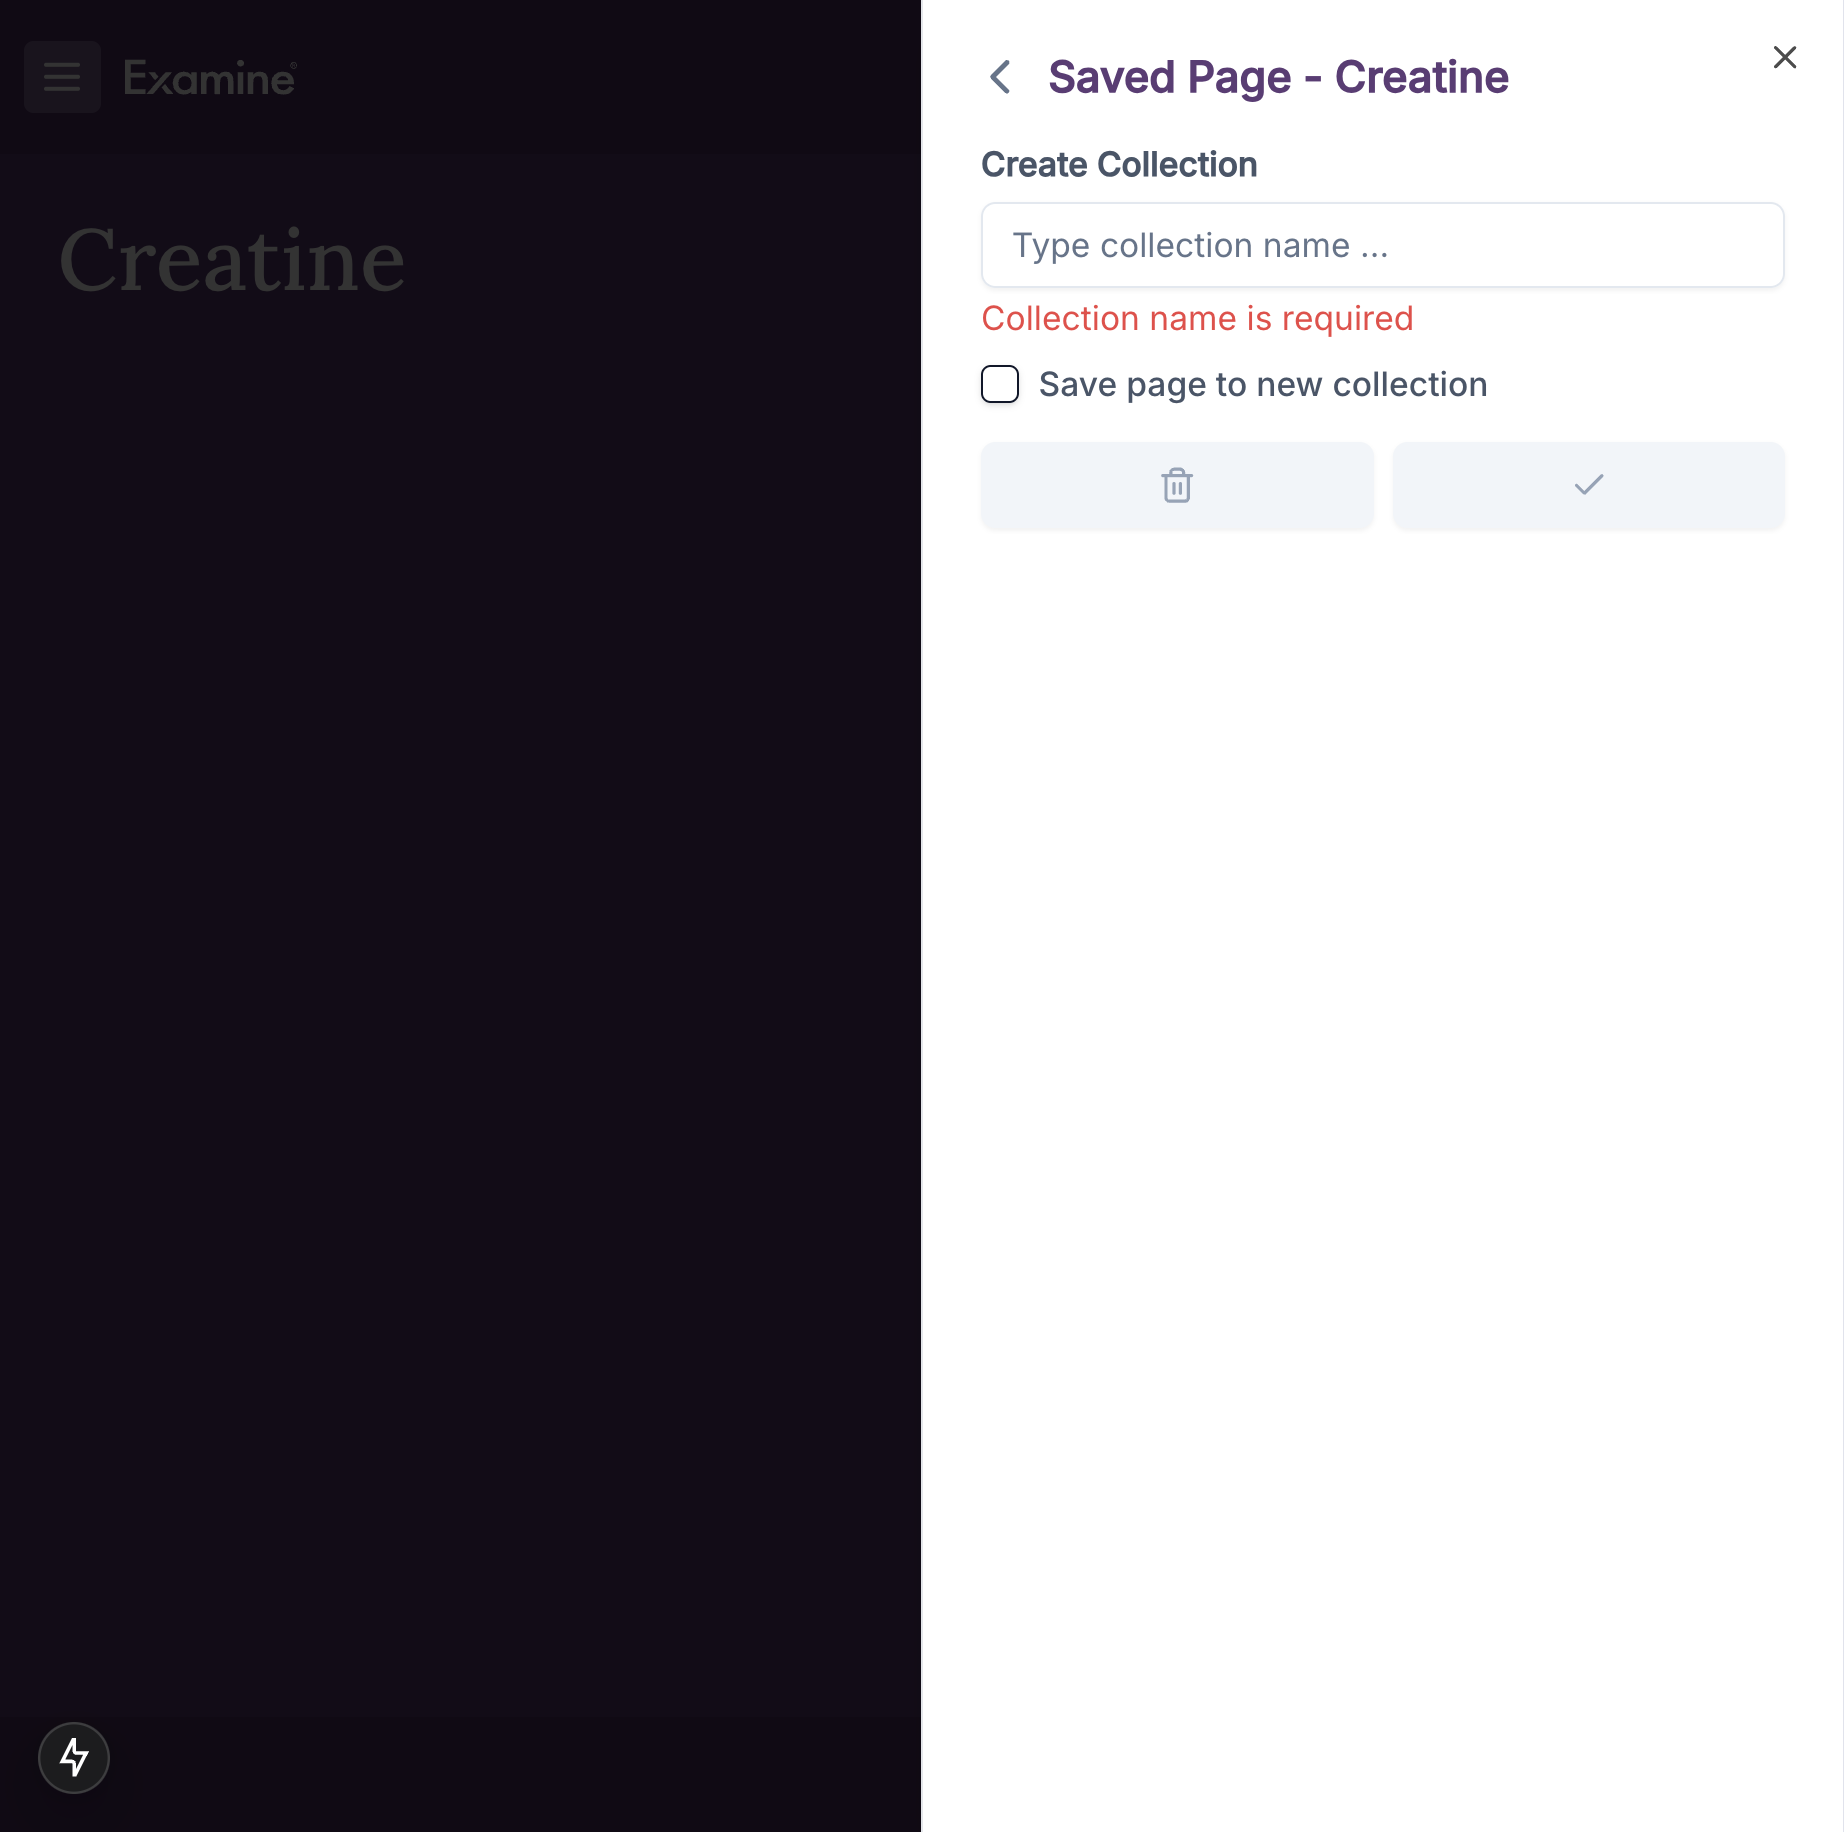 Examine®
Creatine
Saved Page - Creatine
Create Collection
Type collection name ...
Collection name is required
Save page to new collection